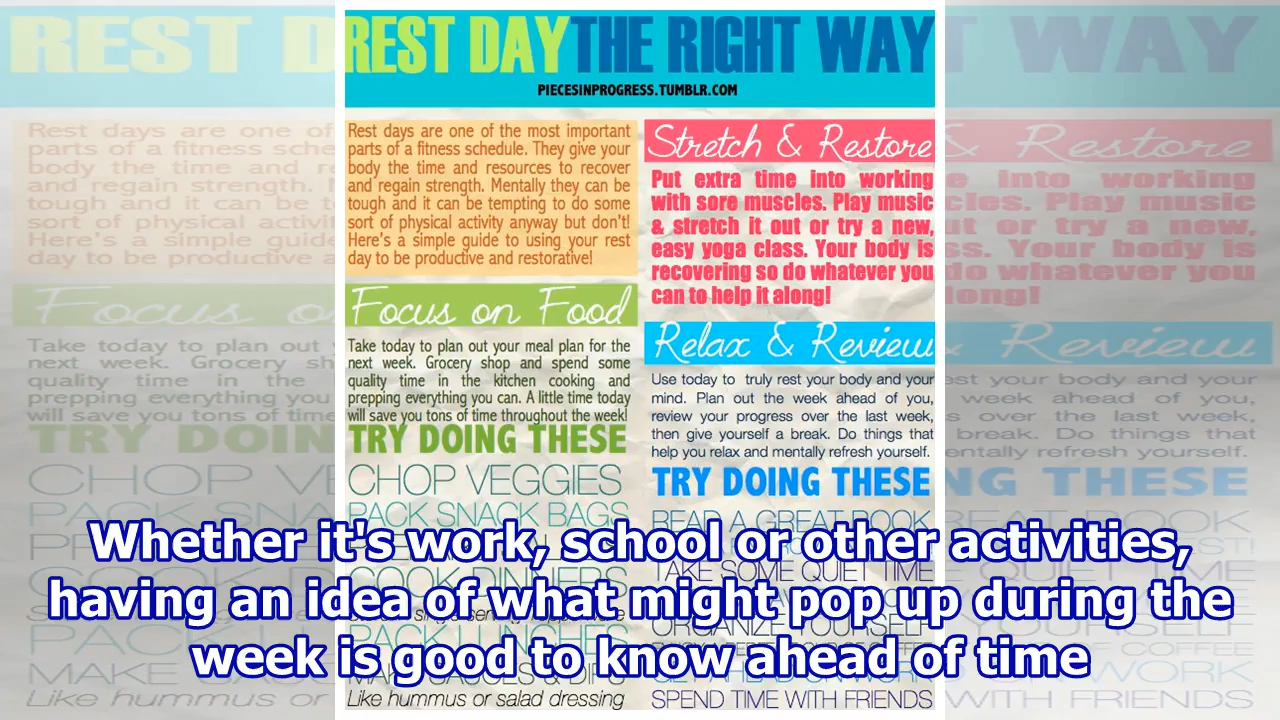 REST DAY THE RIGHT WAY
PIECESINPROGRESS.TUMBLR.COM
Rest days are one of the most important
parts of a fitness schedule. They give your
body the time and resources to recover
and regain strength. Mentally they can be
tough and it can be tempting to do some
sort of physical activity anyway but don't!
Here's a simple guide to using your rest
day to be productive and restorative!
Focus on Food
Take today to plan out your meal plan for the
next week. Grocery shop and spend some
quality time in the kitchen cooking and
prepping everything you can. A little time today
will save you tons of time throughout the week!
TRY DOING THESE
CHOP VEGGIES
PACK SNACK BAGS
COOK DINNERS
PACK LUNCHES
MAKE SAUCES & DIPS
Like hummus or salad dressing
Stretch & Restore
Put extra time into working
with sore muscles. Play music
& stretch it out or try a new,
easy yoga class. Your body is
recovering so do whatever you
can to help it along!
Relax & Review
Use today to truly rest your body and your
mind. Plan out the week ahead of you,
review your progress over the last week,
then give yourself a break. Do things that
help you relax and mentally refresh yourself.
TRY DOING THESE
READ A GREAT BOOK
TAKE SOME QUIET TIME
ORGANIZE YOURSELF
GET AHEAD ON WORK
SPEND TIME WITH FRIENDS
Whether it's work, school or other activities,
having an idea of what might pop up during the
week is good to know ahead of time